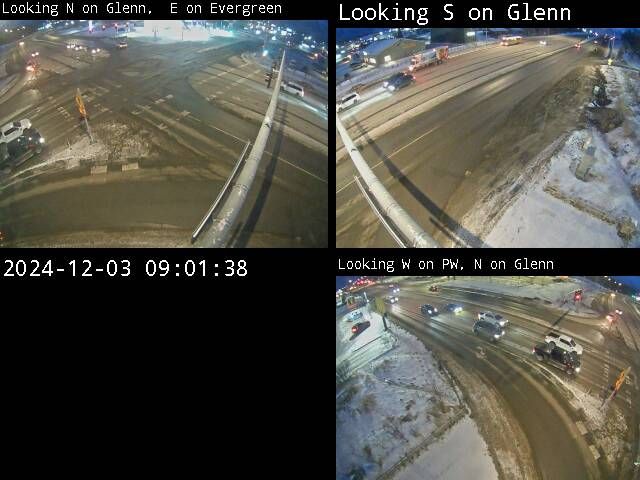 Looking N on Glenn, E on Evergreen
Looking S on Glenn
2024-12-03 09:01:38
Looking W on PW, N on Glenn